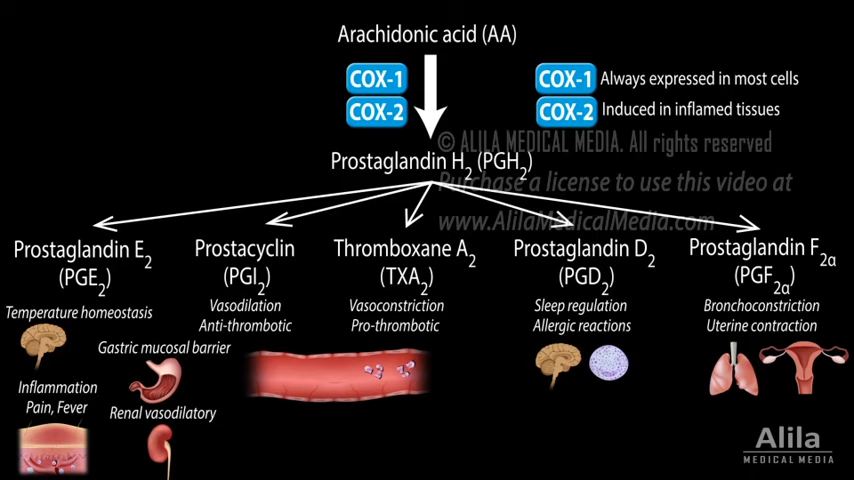 Arachidonic acid (AA)
COX-1
COX-2
COX-1 Always expressed in most cells
COX-2 Induced in inflamed tissues
© ALILA MEDICAL MEDIA. All rights reserved
Prostaglandin H2 (PGH2)
Purchase a license to use this video at
www.AlilaMedicalMedia.com
Prostaglandin E2
(PGE2)
Temperature homeostasis
Gastric mucosal barrier
Inflammation
Pain, Fever
Renal vasodilatory
Prostacyclin
(PGI2)
Vasodilation
Anti-thrombotic
Thromboxane A2
(TXA2)
Vasoconstriction
Pro-thrombotic
Prostaglandin D2
(PGD2)
Sleep regulation
Allergic reactions
Prostaglandin F2α
(PGF2α)
Bronchoconstriction
Uterine contraction
Alila
MEDICAL MEDIA